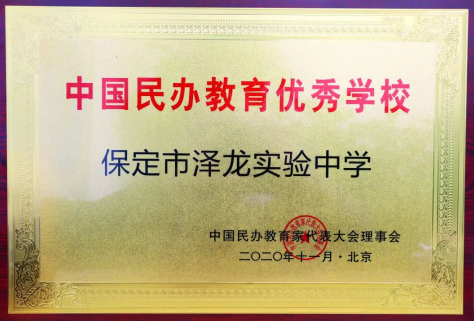 中国民办教育优秀学校
保定市泽龙实验中学
中国民办教育家代表大会理事会
二〇二〇年十一月·北京